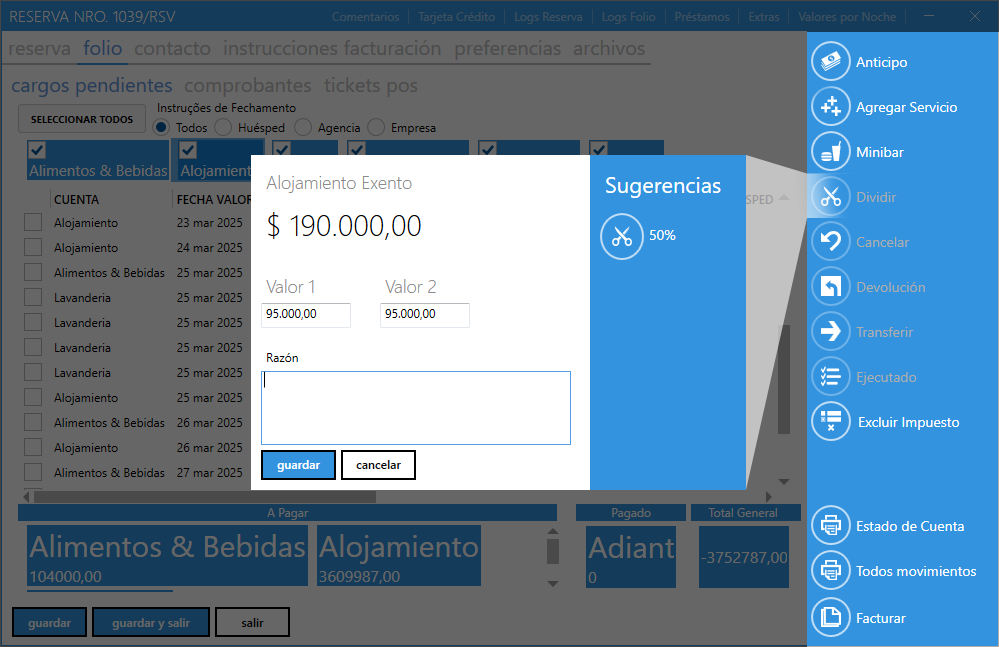 RESERVA NRO. 1039/RSV
Comentarios
Tarjeta Crédito
Logs Reserva
Logs Folio
Préstamos
Extras
Valores por Noche
reserva folio contacto instrucciones facturación preferencias archivos
cargos pendientes comprobantes tickets pos
SELECCIONAR TODOS
Instruções de Fechamento
Todos Huésped Agencia Empresa
Alimentos & Bebidas
CUENTA FECHA VALOR
Alojamiento 23 mar 2025
Alojamiento 24 mar 2025
Alimentos & Bebidas 25 mar 2025
Lavanderia 25 mar 2025
Lavanderia 25 mar 2025
Lavanderia 25 mar 2025
Lavanderia 25 mar 2025
Alojamiento 25 mar 2025
Alimentos & Bebidas 26 mar 2025
Alojamiento 26 mar 2025
Alimentos & Bebidas 27 mar 2025
Alojamiento Exento
$ 190.000,00
Valor 1 Valor 2
95.000,00 95.000,00
Razón
guardar cancelar
Sugerencias
50%
A Pagar Pagado Total General
Alimentos & Bebidas
104000,00
Alojamiento
3609987,00
Adiant
0
-3752787,00
guardar guardar y salir salir
Anticipo
Agregar Servicio
Minibar
Dividir
Cancelar
Devolución
Transferir
Ejecutado
Excluir Impuesto
Estado de Cuenta
Todos movimientos
Facturar